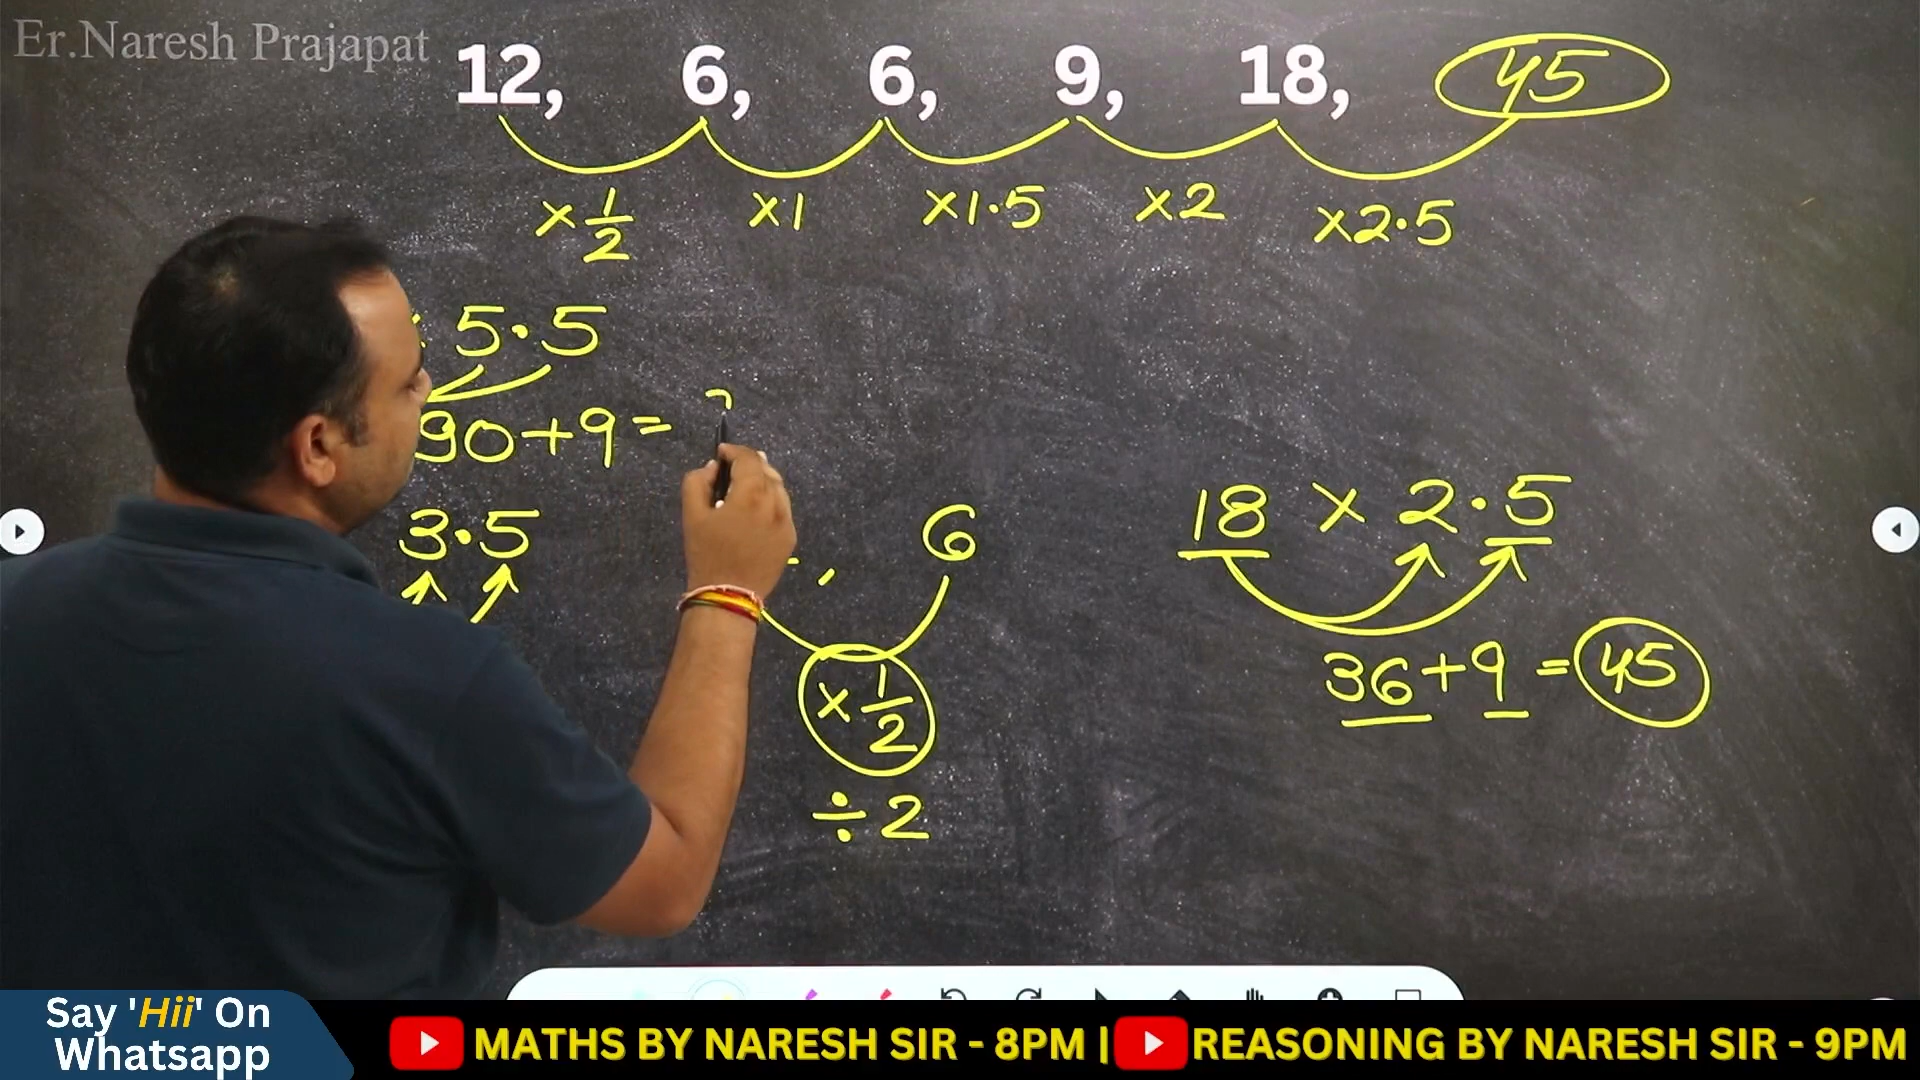 Er.Naresh Prajapat
12, 6, 6, 9, 18, 45
×1/2 ×1 ×1.5 ×2 ×2.5
5.5
90+9=
3.5
6
×1/2
÷2
18 × 2.5
36+9=45
Say 'Hii' On
Whatsapp
MATHS BY NARESH SIR - 8PM | REASONING BY NARESH SIR - 9PM